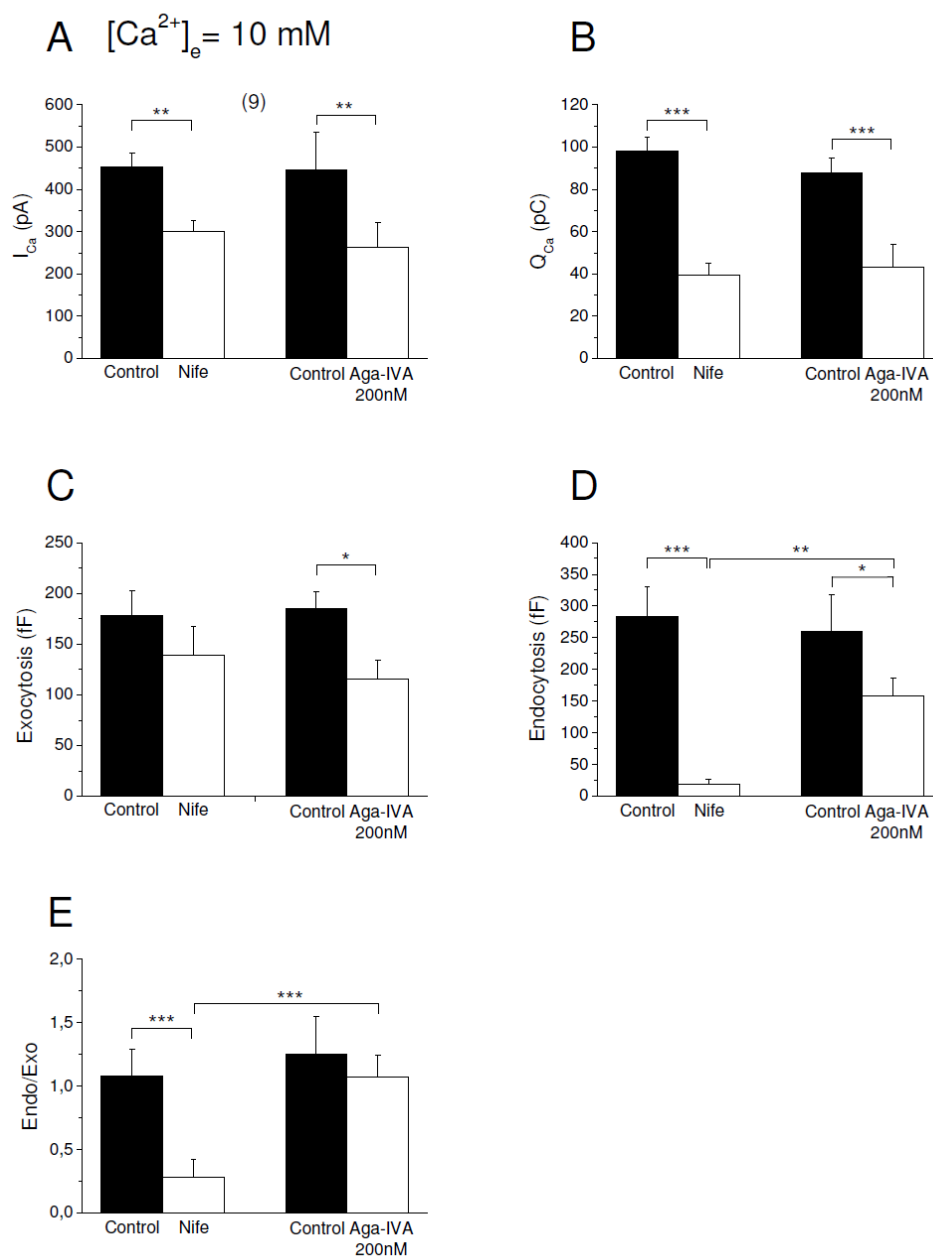 A [Ca²⁺]ₑ= 10 mM
(9)
** **
600
500
400
300
200
100
0
I_Ca (pA)
Control Nife Control Aga-IVA
200nM
B
*** ***
120
100
80
60
40
20
0
Q_Ca (pC)
Control Nife Control Aga-IVA
200nM
C
*
250
200
150
100
50
0
Exocytosis (fF)
Control Nife Control Aga-IVA
200nM
D
*** **
*
400
350
300
250
200
150
100
50
0
Endocytosis (fF)
Control Nife Control Aga-IVA
200nM
E
***
***
2,0
1,5
1,0
0,5
0,0
Endo/Exo
Control Nife Control Aga-IVA
200nM